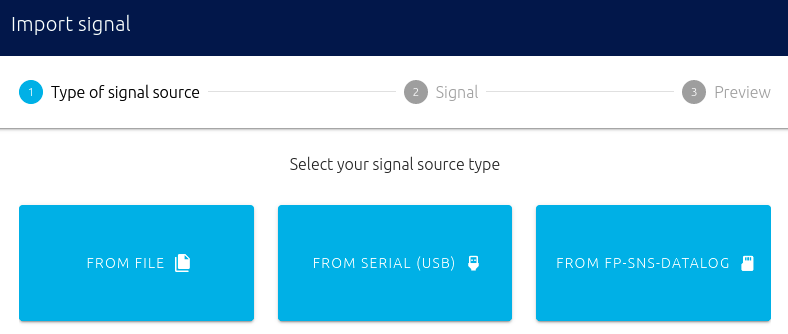 Import signal
1 Type of signal source 2 Signal 3 Preview
Select your signal source type
FROM FILE FROM SERIAL (USB) FROM FP-SNS-DATALOG